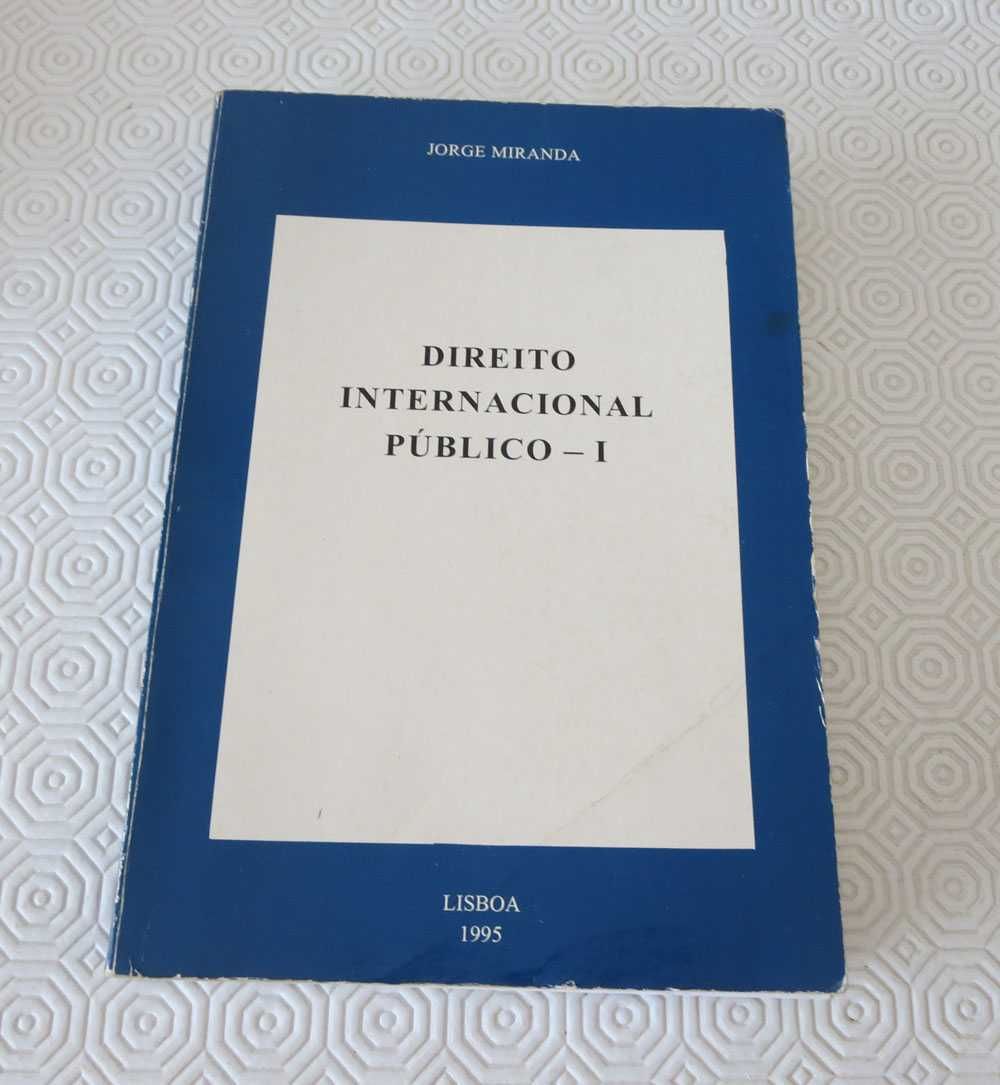 JORGE MIRANDA
DIREITO
INTERNACIONAL
PÚBLICO – I
LISBOA
1995